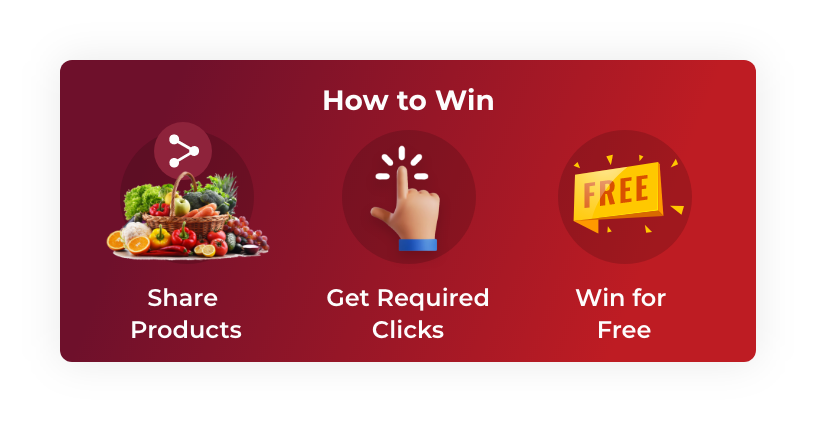 How to Win
FREE
Share
Products
Get Required
Clicks
Win for
Free